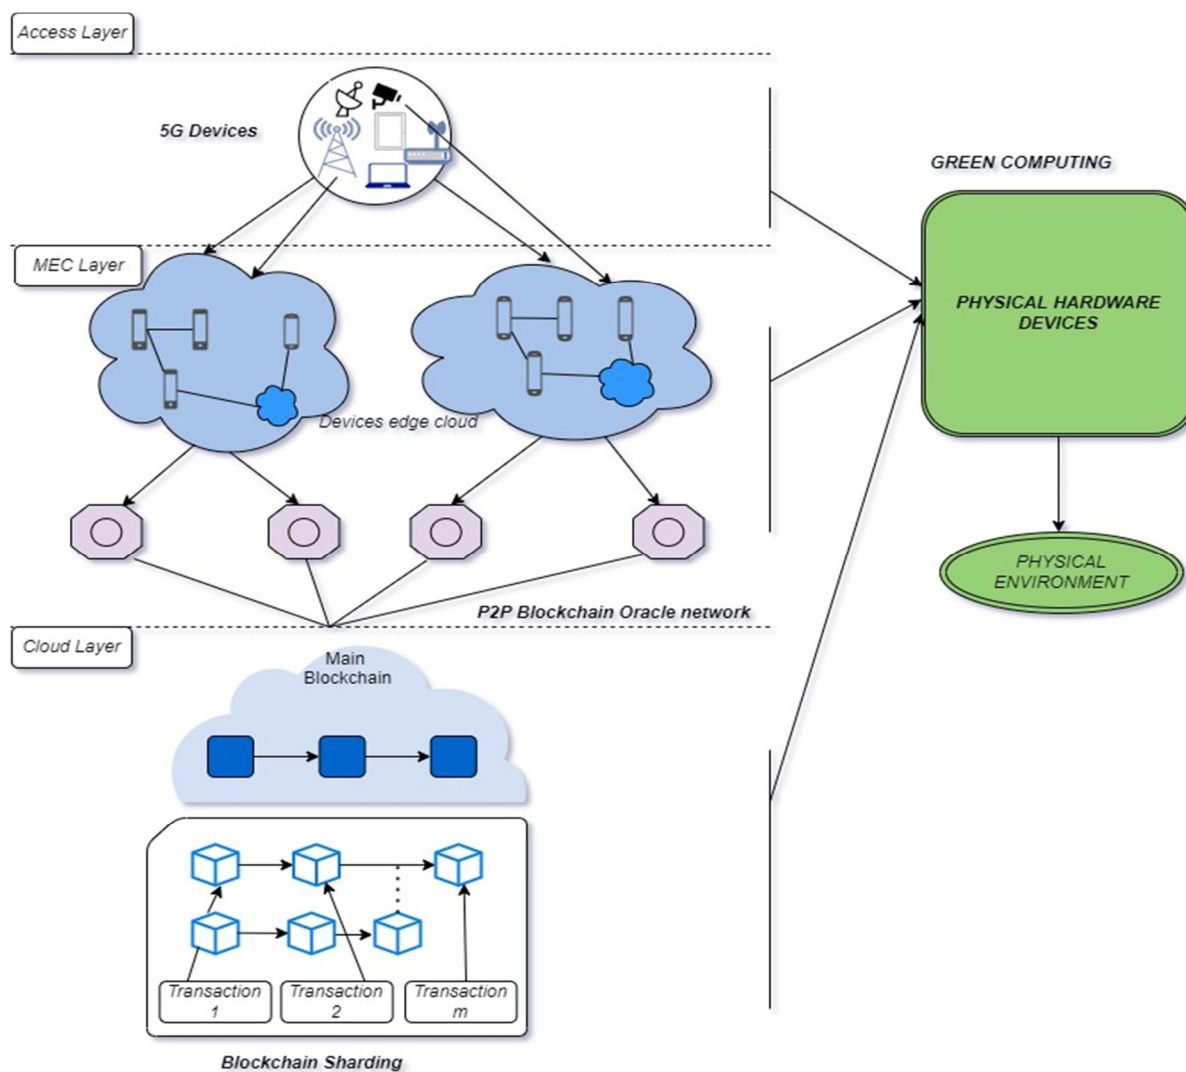 Access Layer
5G Devices
GREEN COMPUTING
MEC Layer
PHYSICAL HARDWARE
DEVICES
Devices edge cloud
PHYSICAL
ENVIRONMENT
P2P Blockchain Oracle network
Cloud Layer
Main
Blockchain
Transaction
1
Transaction
2
Transaction
m
Blockchain Sharding